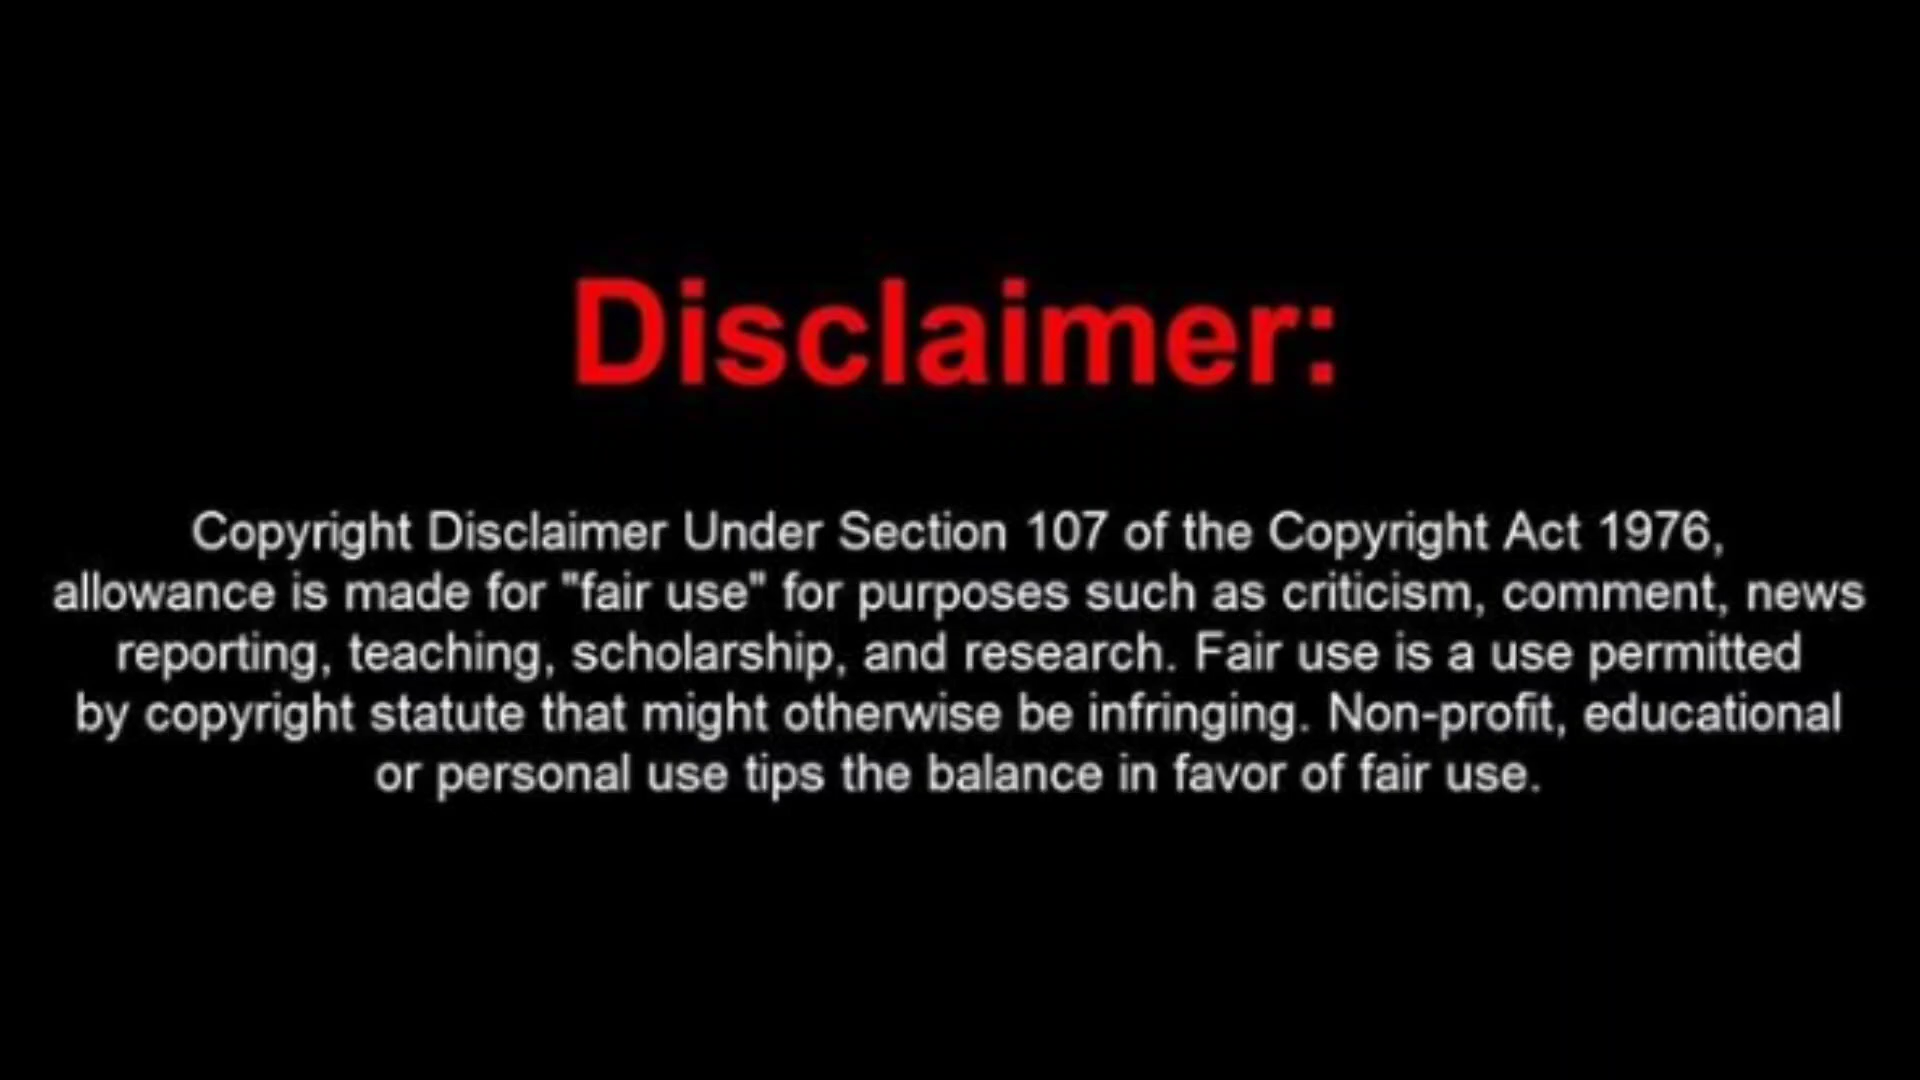 Disclaimer:
Copyright Disclaimer Under Section 107 of the Copyright Act 1976,
allowance is made for "fair use" for purposes such as criticism, comment, news
reporting, teaching, scholarship, and research. Fair use is a use permitted
by copyright statute that might otherwise be infringing. Non-profit, educational
or personal use tips the balance in favor of fair use.